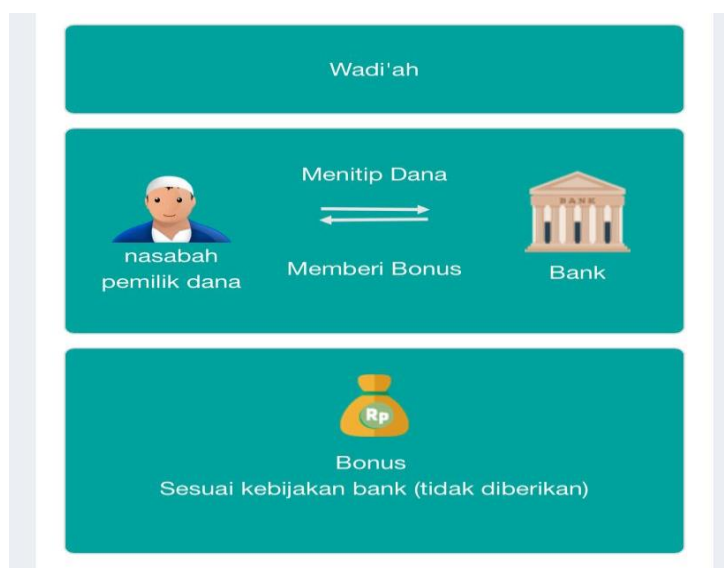 Wadi'ah
Menitip Dana
BANK
nasabah
pemilik dana
Memberi Bonus
Bank
Rp
Bonus
Sesuai kebijakan bank (tidak diberikan)